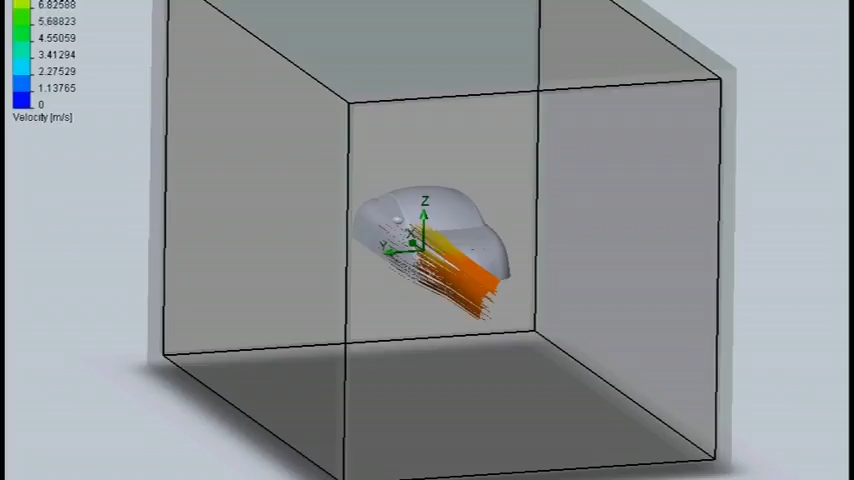 6.82588
5.68823
4.55059
3.41294
2.27529
1.13765
0
Velocity [m/s]
Z
X
Y